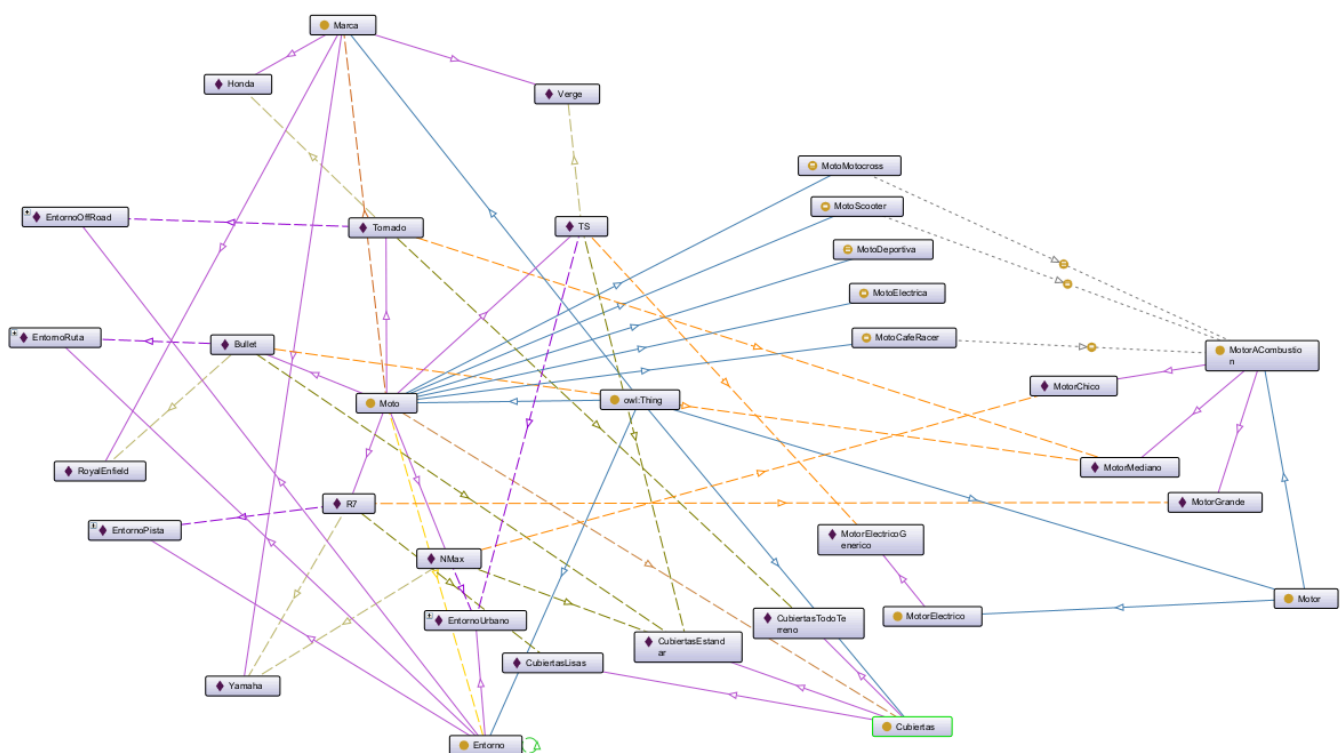 Marca
Honda
Verge
MotoMotocross
MotoScooter
EntornoOffRoad
Tornado
TS
MotoDeportiva
MotoElectrica
EntornoRuta
Bullet
MotoCafeRacer
MotorACombustio
n
MotorChico
Moto
owl:Thing
RoyalEnfield
MotorMediano
R7
MotorGrande
EntornoPista
MotorElectricoG
enerico
NMax
Motor
EntornoUrbano
CubiertasTodoTe
rreno
MotorElectrico
CubiertasEstand
ar
CubiertasLisas
Yamaha
Cubiertas
Entorno